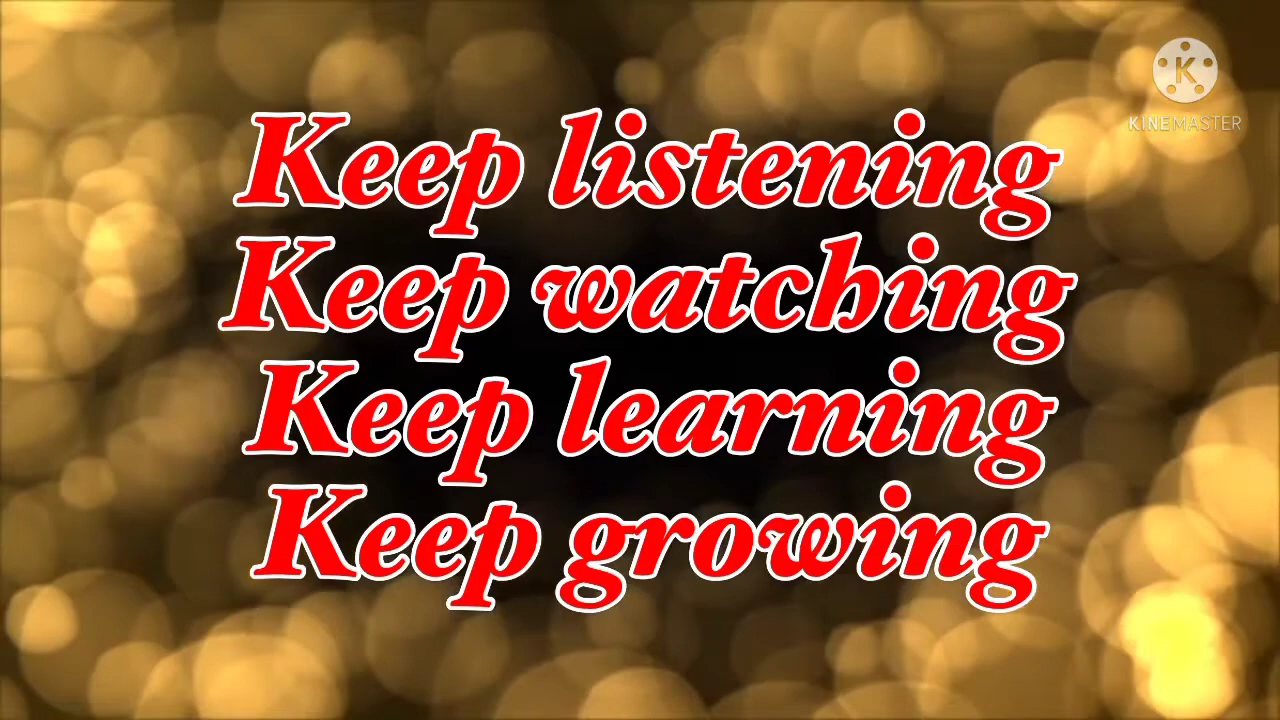 K
KINEMASTER
Keep listening
Keep watching
Keep learning
Keep growing